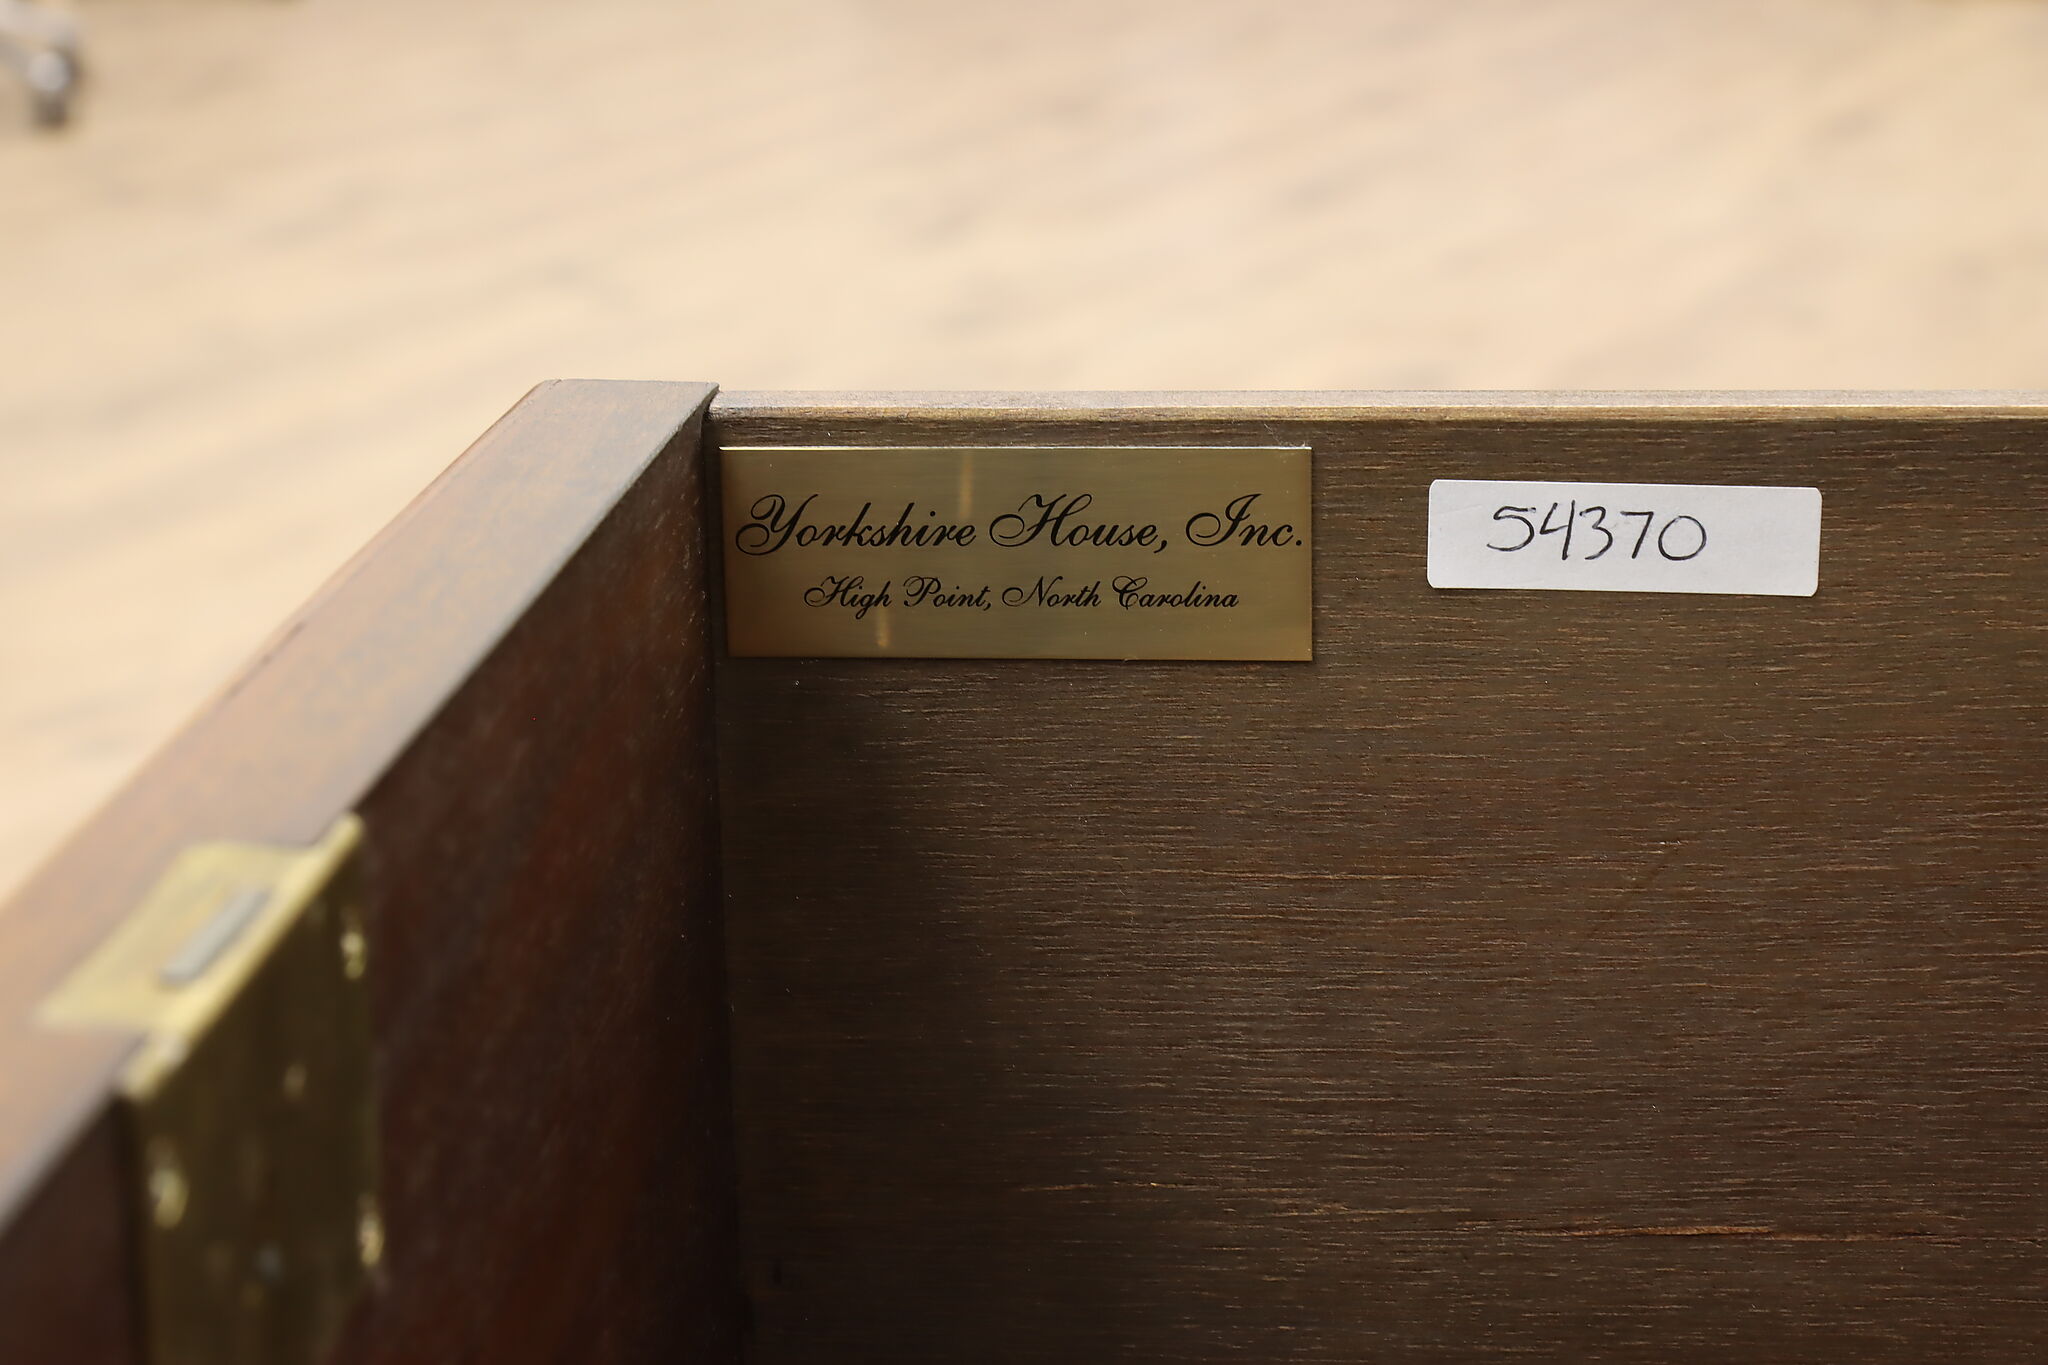 Yorkshire House, Inc.
High Point, North Carolina
54370